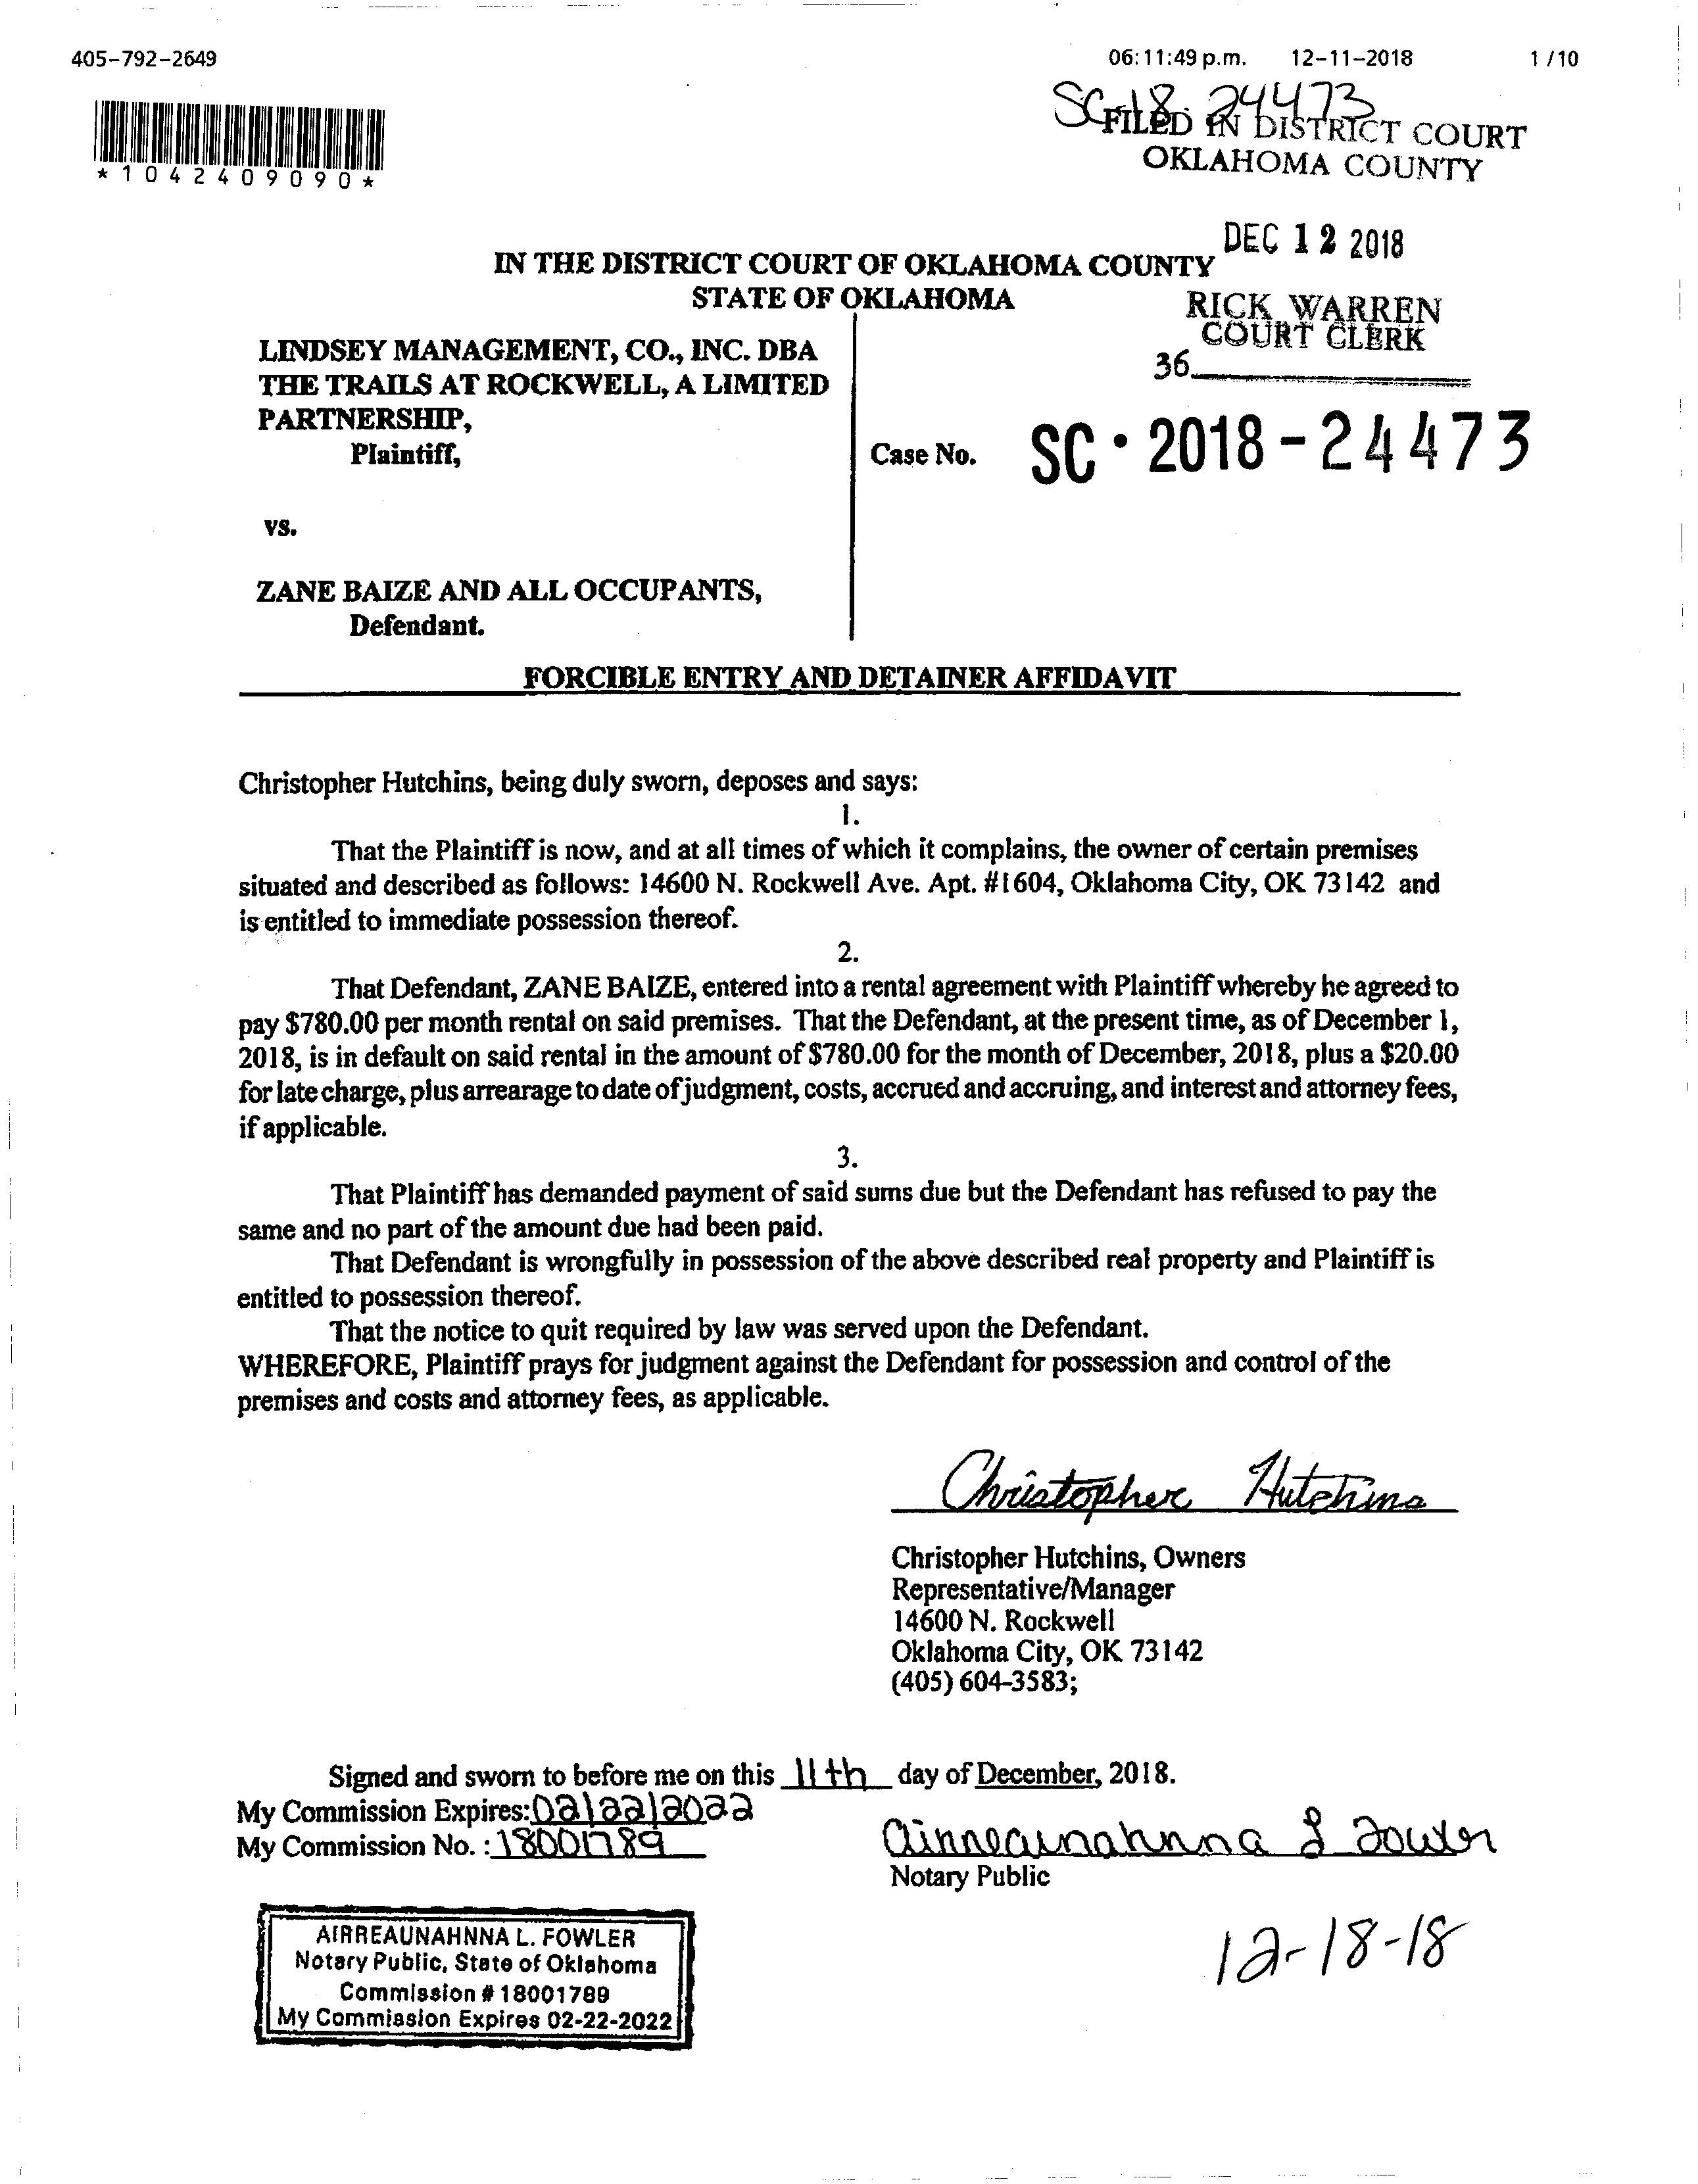 405-792-2649 06:11:49 p.m. 12-11-2018 1 /10
SC-18-24473
*1042409090*
FILED IN DISTRICT COURT
OKLAHOMA COUNTY
DEC 12 2018
IN THE DISTRICT COURT OF OKLAHOMA COUNTY
STATE OF OKLAHOMA
RICK WARREN
COURT CLERK
36
LINDSEY MANAGEMENT, CO., INC. DBA
THE TRAILS AT ROCKWELL, A LIMITED
PARTNERSHIP,
Plaintiff,
Case No. SC · 2018 - 24473
vs.
ZANE BAIZE AND ALL OCCUPANTS,
Defendant.
FORCIBLE ENTRY AND DETAINER AFFIDAVIT
Christopher Hutchins, being duly sworn, deposes and says:
1.
That the Plaintiff is now, and at all times of which it complains, the owner of certain premises
situated and described as follows: 14600 N. Rockwell Ave. Apt. #1604, Oklahoma City, OK 73142 and
is entitled to immediate possession thereof.
2.
That Defendant, ZANE BAIZE, entered into a rental agreement with Plaintiff whereby he agreed to
pay $780.00 per month rental on said premises. That the Defendant, at the present time, as of December 1,
2018, is in default on said rental in the amount of $780.00 for the month of December, 2018, plus a $20.00
for late charge, plus arrearage to date of judgment, costs, accrued and accruing, and interest and attorney fees,
if applicable.
3.
That Plaintiff has demanded payment of said sums due but the Defendant has refused to pay the
same and no part of the amount due had been paid.
That Defendant is wrongfully in possession of the above described real property and Plaintiff is
entitled to possession thereof.
That the notice to quit required by law was served upon the Defendant.
WHEREFORE, Plaintiff prays for judgment against the Defendant for possession and control of the
premises and costs and attorney fees, as applicable.
Christopher Hutchins
Christopher Hutchins, Owners
Representative/Manager
14600 N. Rockwell
Oklahoma City, OK 73142
(405) 604-3583;
Signed and sworn to before me on this 11th day of December, 2018.
My Commission Expires: 02/22/2022
My Commission No. : 18001789
Airreaunahnna L Fowler
Notary Public
AIRREAUNAHNNA L. FOWLER
Notary Public, State of Oklahoma
Commission # 18001789
My Commission Expires 02-22-2022
12-18-18